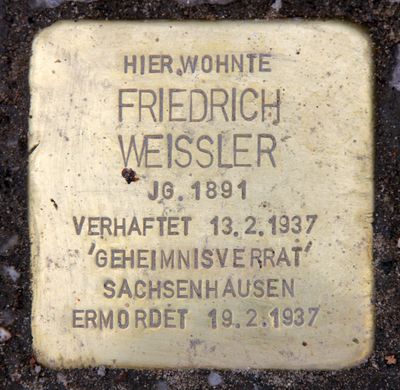 HIER WOHNTE
FRIEDRICH
WEISSLER
JG. 1891
VERHAFTET 13.2.1937
'GEHEIMNISVERRAT'
SACHSENHAUSEN
ERMORDET 19.2.1937